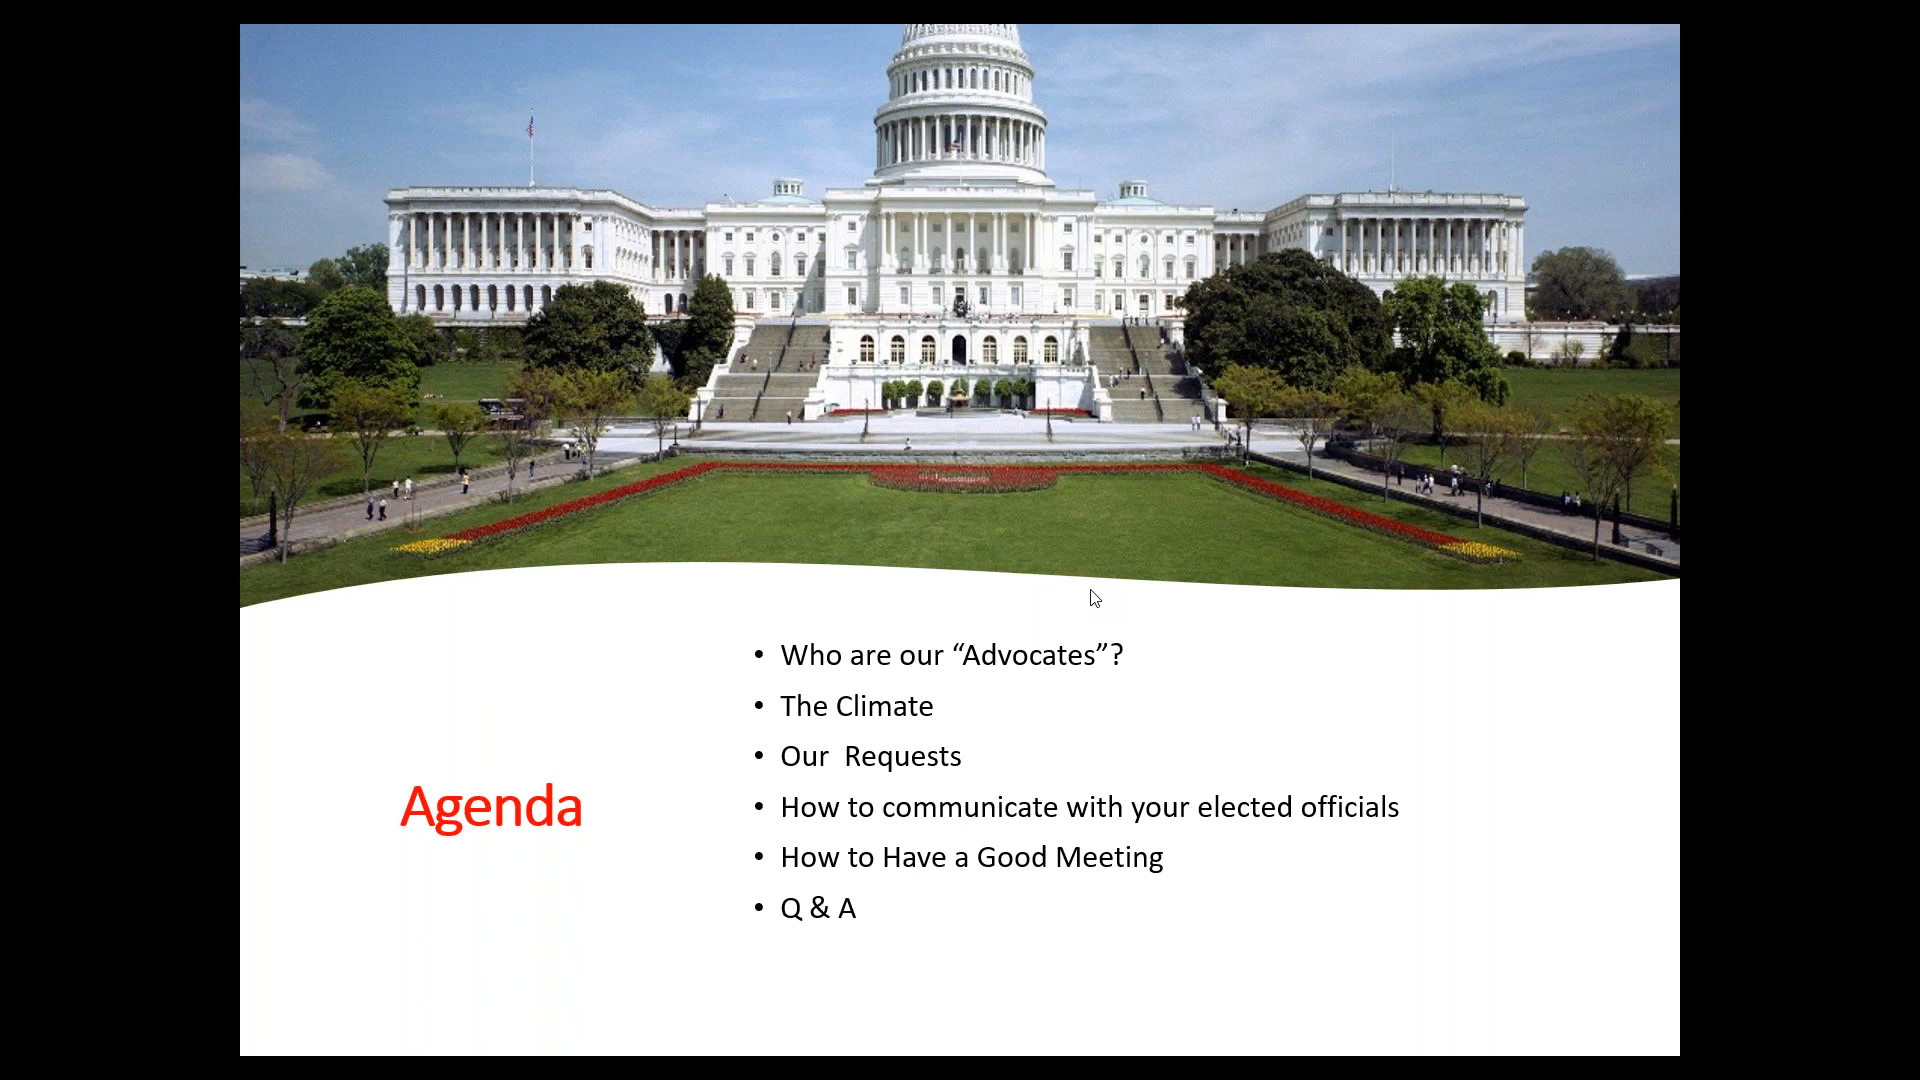 Agenda
• Who are our “Advocates”?
• The Climate
• Our  Requests
• How to communicate with your elected officials
• How to Have a Good Meeting
• Q & A